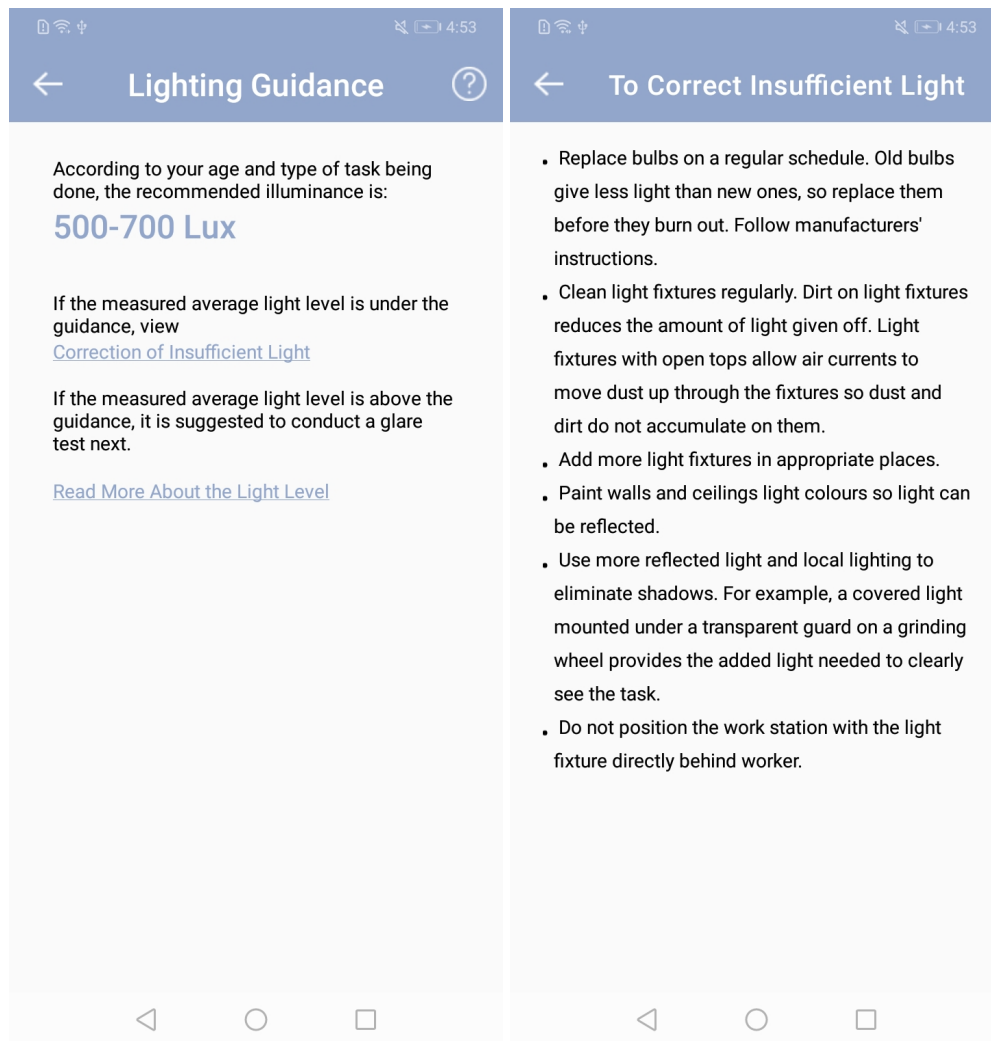 4:53
Lighting Guidance
According to your age and type of task being
done, the recommended illuminance is:
500-700 Lux
If the measured average light level is under the
guidance, view
Correction of Insufficient Light
If the measured average light level is above the
guidance, it is suggested to conduct a glare
test next.
Read More About the Light Level
4:53
To Correct Insufficient Light
• Replace bulbs on a regular schedule. Old bulbs
give less light than new ones, so replace them
before they burn out. Follow manufacturers'
instructions.
• Clean light fixtures regularly. Dirt on light fixtures
reduces the amount of light given off. Light
fixtures with open tops allow air currents to
move dust up through the fixtures so dust and
dirt do not accumulate on them.
• Add more light fixtures in appropriate places.
• Paint walls and ceilings light colours so light can
be reflected.
• Use more reflected light and local lighting to
eliminate shadows. For example, a covered light
mounted under a transparent guard on a grinding
wheel provides the added light needed to clearly
see the task.
• Do not position the work station with the light
fixture directly behind worker.